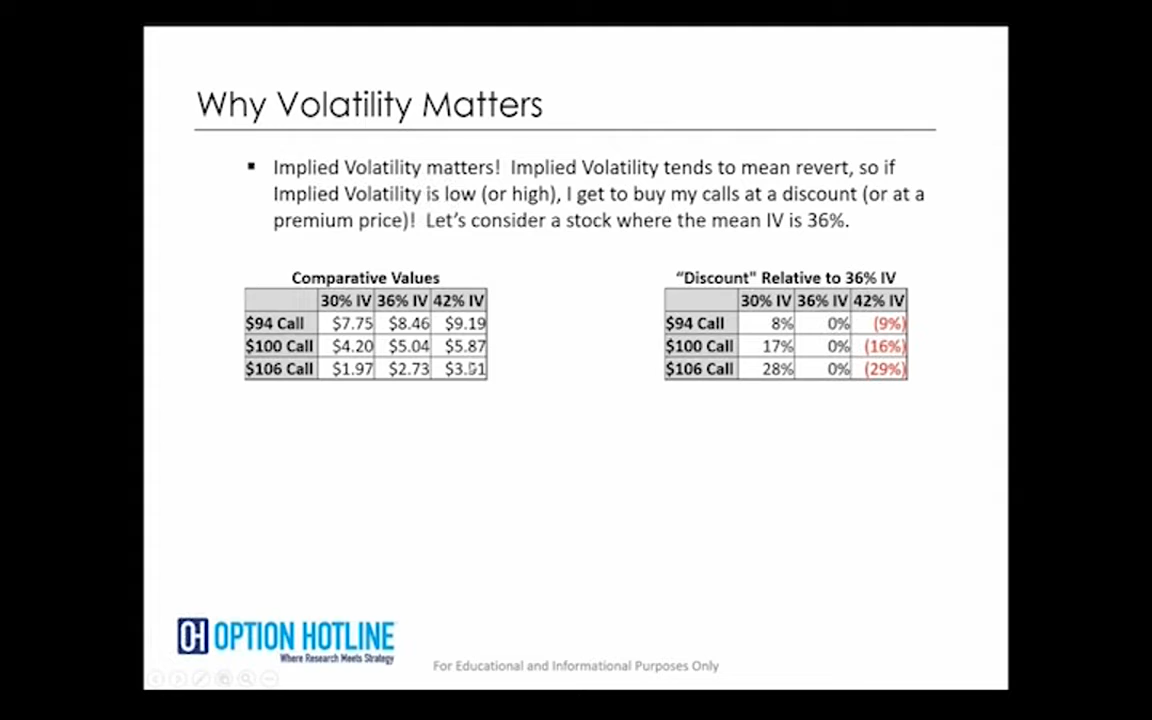 Why Volatility Matters
▪ Implied Volatility matters! Implied Volatility tends to mean revert, so if
Implied Volatility is low (or high), I get to buy my calls at a discount (or at a
premium price)! Let's consider a stock where the mean IV is 36%.
Comparative Values
30% IV 36% IV 42% IV
$94 Call $7.75 $8.46 $9.19
$100 Call $4.20 $5.04 $5.87
$106 Call $1.97 $2.73
"Discount" Relative to 36% IV
30% IV 36% IV 42% IV
$94 Call 8% 0% (9%)
$100 Call 17% 0% (16%)
$106 Call 28% 0% (29%)
OH OPTION HOTLINE
Where Research Meets Strategy
For Educational and Informational Purposes Only